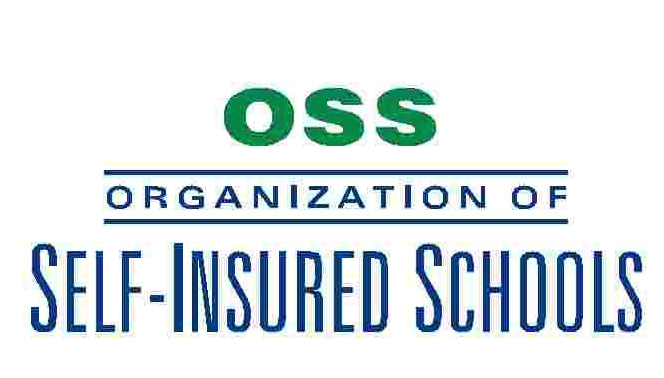 OSS
ORGANIZATION OF
SELF-INSURED SCHOOLS